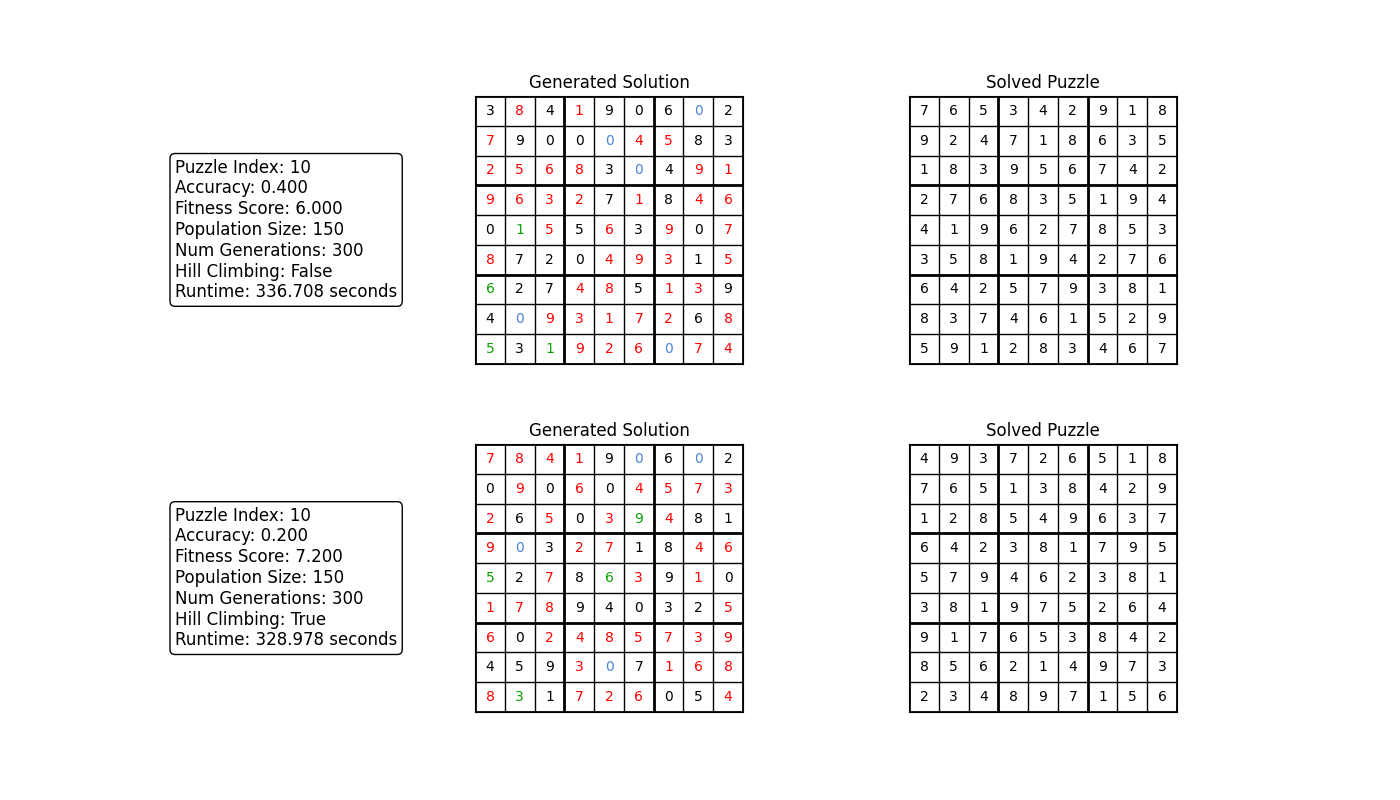 Generated Solution
Solved Puzzle
3 8 4 1 9 0 6 0 2
7 9 0 0 0 4 5 8 3
2 5 6 8 3 0 4 9 1
9 6 3 2 7 1 8 4 6
0 1 5 5 6 3 9 0 7
8 7 2 0 4 9 3 1 5
6 2 7 4 8 5 1 3 9
4 0 9 3 1 7 2 6 8
5 3 1 9 2 6 0 7 4
7 6 5 3 4 2 9 1 8
9 2 4 7 1 8 6 3 5
1 8 3 9 5 6 7 4 2
2 7 6 8 3 5 1 9 4
4 1 9 6 2 7 8 5 3
3 5 8 1 9 4 2 7 6
6 4 2 5 7 9 3 8 1
8 3 7 4 6 1 5 2 9
5 9 1 2 8 3 4 6 7
Puzzle Index: 10
Accuracy: 0.400
Fitness Score: 6.000
Population Size: 150
Num Generations: 300
Hill Climbing: False
Runtime: 336.708 seconds
Generated Solution
Solved Puzzle
7 8 4 1 9 0 6 0 2
0 9 0 6 0 4 5 7 3
2 6 5 0 3 9 4 8 1
9 0 3 2 7 1 8 4 6
5 2 7 8 6 3 9 1 0
1 7 8 9 4 0 3 2 5
6 0 2 4 8 5 7 3 9
4 5 9 3 0 7 1 6 8
8 3 1 7 2 6 0 5 4
4 9 3 7 2 6 5 1 8
7 6 5 1 3 8 4 2 9
1 2 8 5 4 9 6 3 7
6 4 2 3 8 1 7 9 5
5 7 9 4 6 2 3 8 1
3 8 1 9 7 5 2 6 4
9 1 7 6 5 3 8 4 2
8 5 6 2 1 4 9 7 3
2 3 4 8 9 7 1 5 6
Puzzle Index: 10
Accuracy: 0.200
Fitness Score: 7.200
Population Size: 150
Num Generations: 300
Hill Climbing: True
Runtime: 328.978 seconds